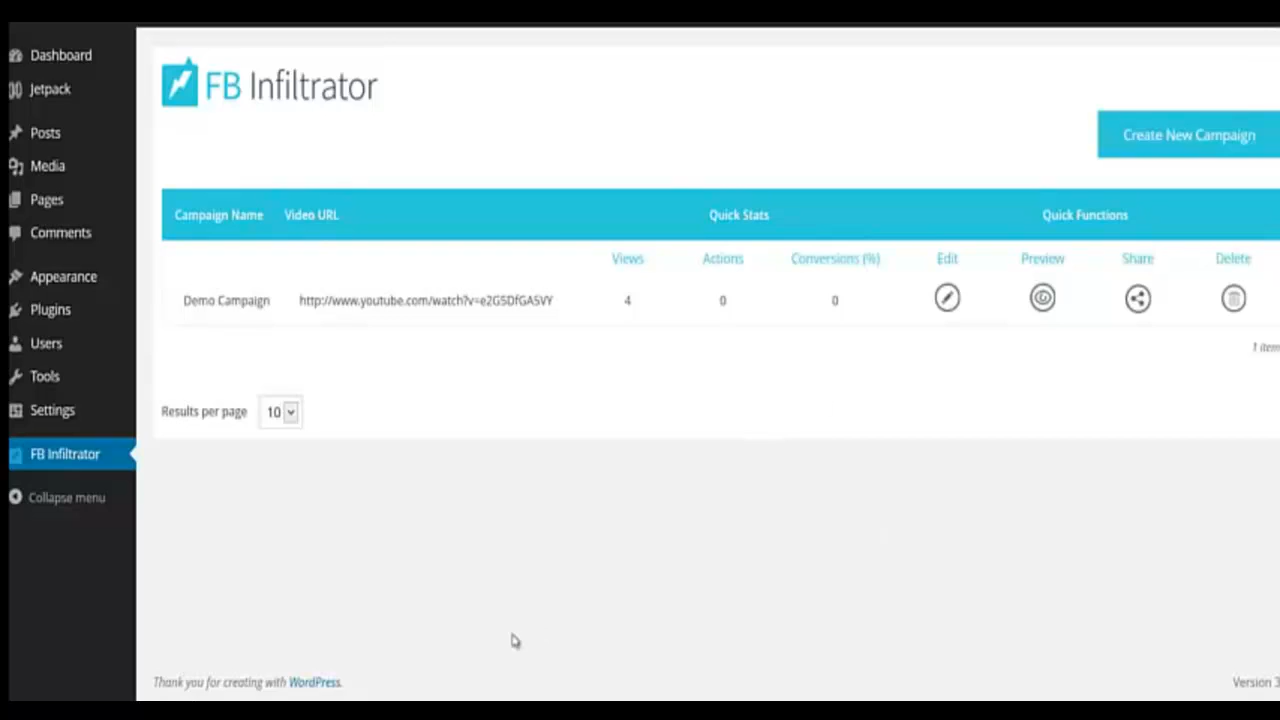 Dashboard
Jetpack
Posts
Media
Pages
Comments
Appearance
Plugins
Users
Tools
Settings
FB Infiltrator
Collapse menu
FB Infiltrator
Create New Campaign
Campaign Name Video URL Quick Stats Quick Functions
Views Actions Conversions (%) Edit Preview Share Delete
Demo Campaign http://www.youtube.com/watch?v=e2G5DfGA5VY 4 0 0
1 item
Results per page 10
Thank you for creating with WordPress.
Version 3